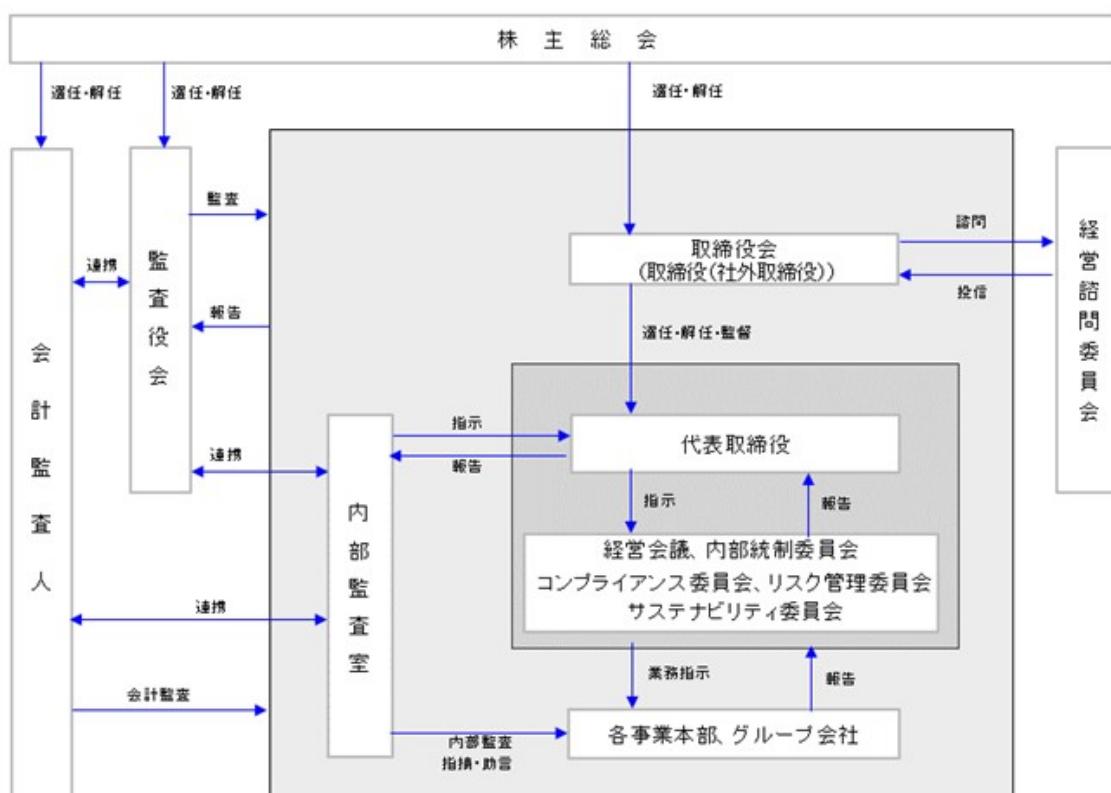 株主総会
選任・解任
選任・解任
選任・解任
会計監査人
監査役会
監査
連携
報告
取締役会
(取締役(社外取締役))
諮問
投信
経営諮問委員会
選任・解任・監督
内部監査室
指示
報告
代表取締役
連携
指示
報告
経営会議、内部統制委員会
コンプライアンス委員会、リスク管理委員会
サステナビリティ委員会
連携
業務指示
報告
会計監査
各事業本部、グループ会社
内部監査
指摘・助言